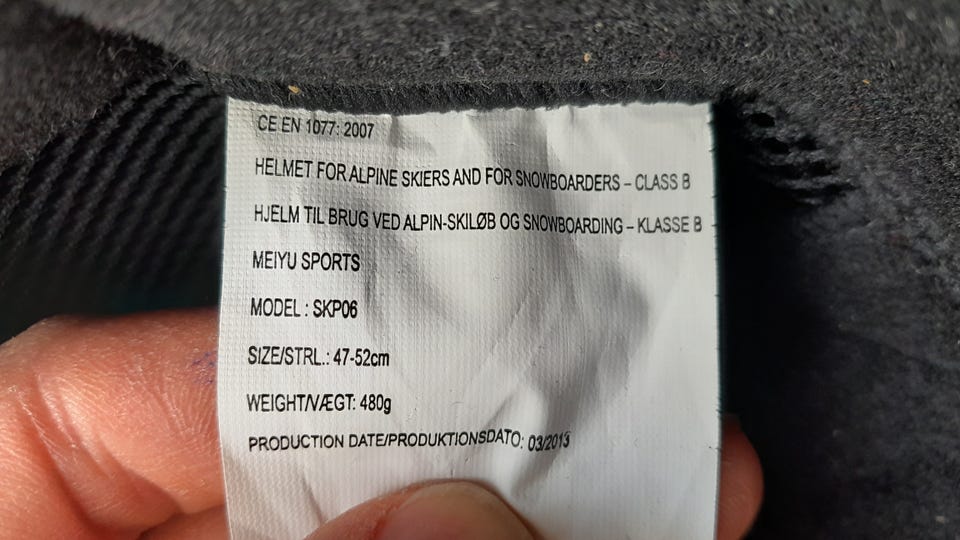 CE EN 1077: 2007
HELMET FOR ALPINE SKIERS AND FOR SNOWBOARDERS – CLASS B
HJELM TIL BRUG VED ALPIN-SKILØB OG SNOWBOARDING – KLASSE B
MEIYU SPORTS
MODEL : SKP06
SIZE/STRL.: 47-52cm
WEIGHT/VÆGT: 480g
PRODUCTION DATE/PRODUKTIONSDATO: 03/2013